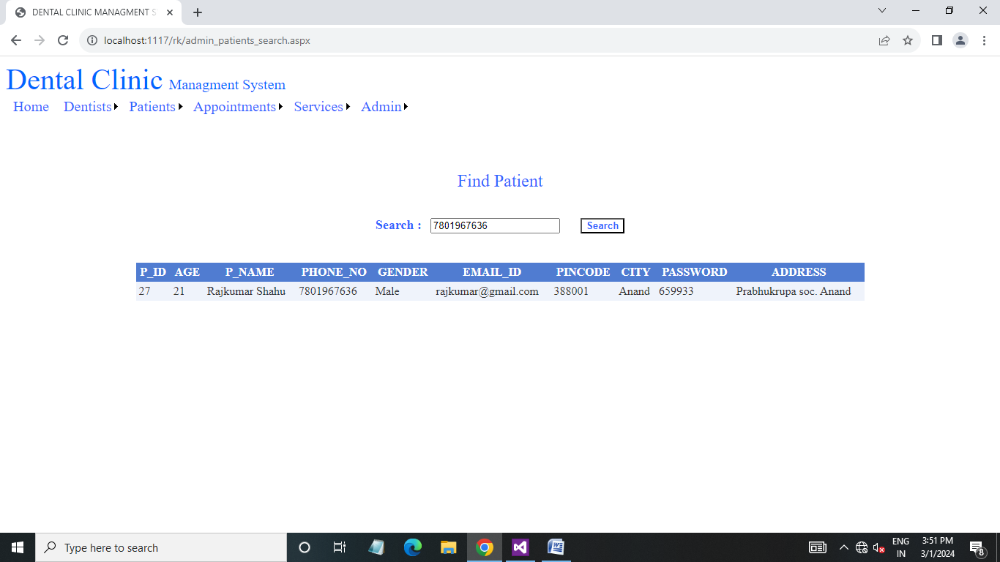 DENTAL CLINIC MANAGMENT S
localhost:1117/rk/admin_patients_search.aspx
Dental Clinic Managment System
Home Dentists Patients Appointments Services Admin
Find Patient
Search : 7801967636 Search
P_ID AGE P_NAME PHONE_NO GENDER EMAIL_ID PINCODE CITY PASSWORD ADDRESS
27 21 Rajkumar Shahu 7801967636 Male rajkumar@gmail.com 388001 Anand 659933 Prabhukrupa soc. Anand
Type here to search
ENG 3:51 PM
IN 3/1/2024 8